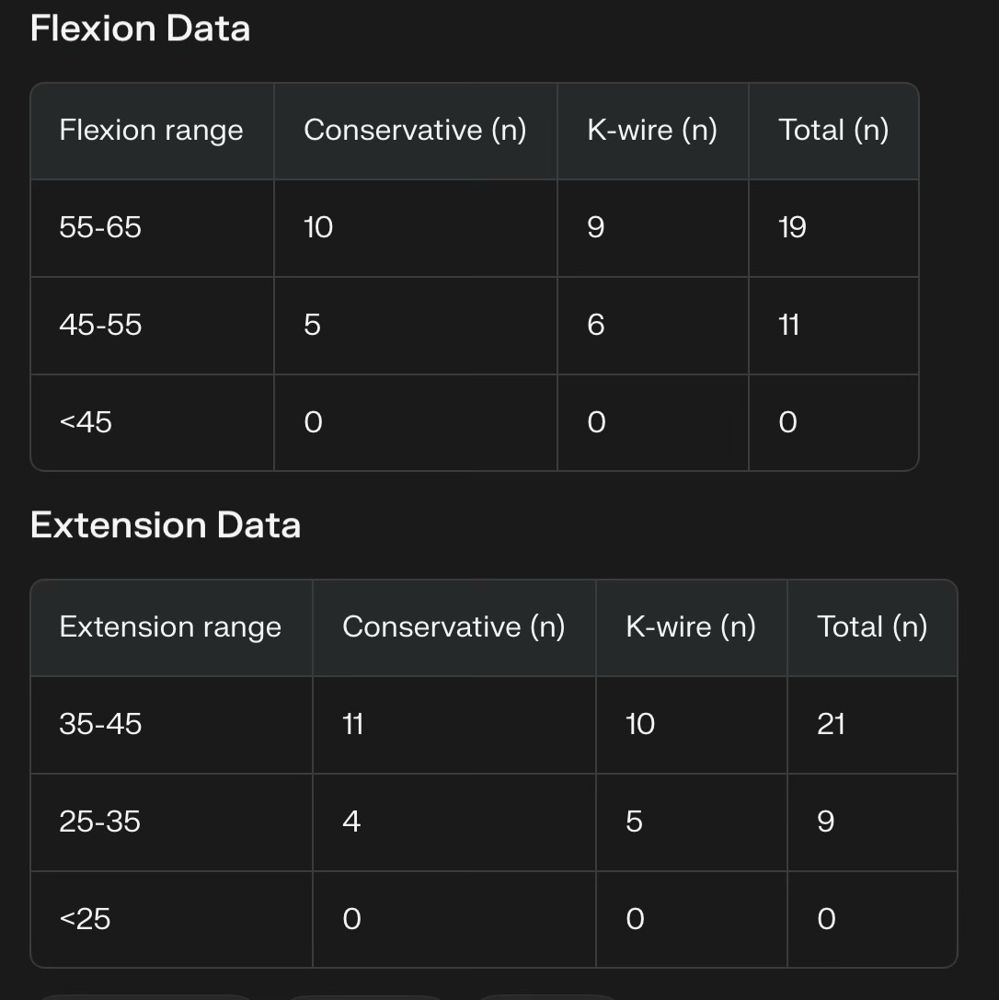 Flexion Data
Flexion range Conservative (n) K-wire (n) Total (n)
55-65 10 9 19
45-55 5 6 11
<45 0 0 0
Extension Data
Extension range Conservative (n) K-wire (n) Total (n)
35-45 11 10 21
25-35 4 5 9
<25 0 0 0